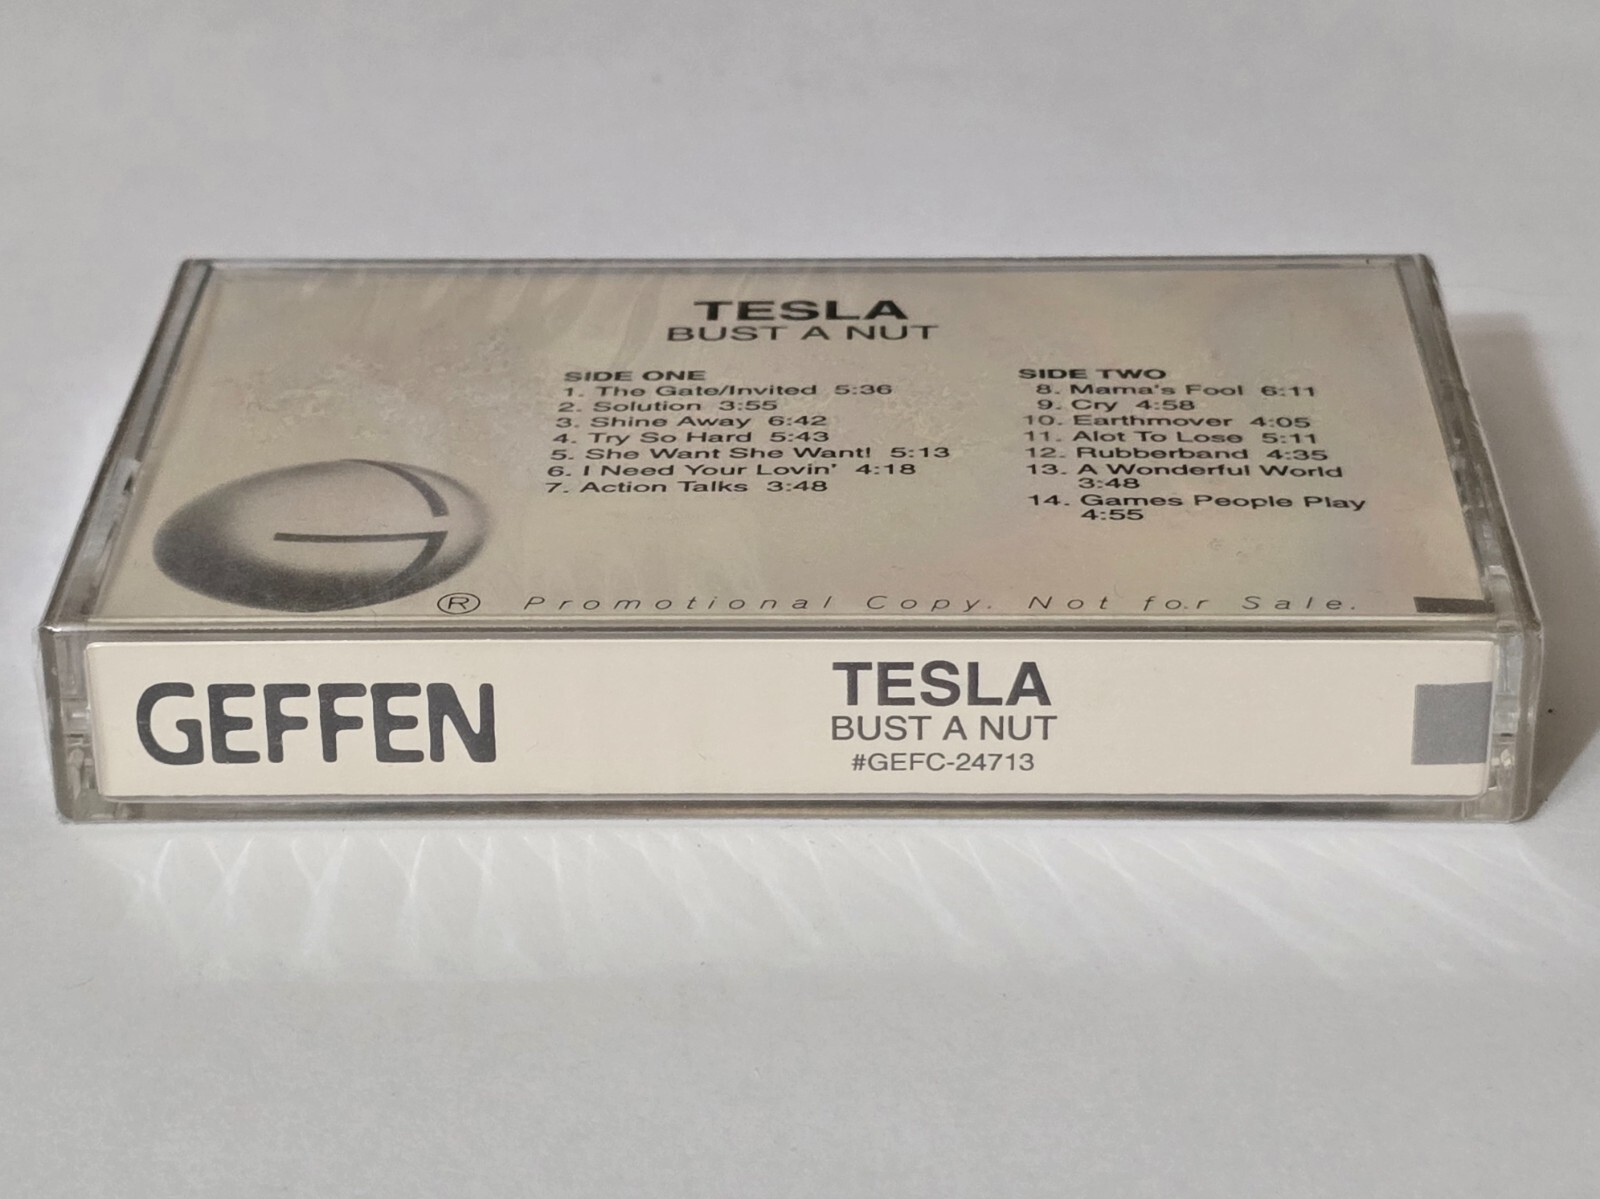 TESLA
BUST A NUT
SIDE ONE
1. The Gate/Invited 5:36
2. Solution 3:55
3. Shine Away 6:42
4. Try So Hard 5:43
5. She Want She Want! 5:13
6. I Need Your Lovin' 4:18
7. Action Talks 3:48
SIDE TWO
8. Mama's Fool 6:11
9. Cry 4:58
10. Earthmover 4:05
11. Alot To Lose 5:11
12. Rubberband 4:35
13. A Wonderful World
3:48
14. Games People Play
4:55
® Promotional Copy. Not for Sale.
GEFFEN
TESLA
BUST A NUT
#GEFC-24713